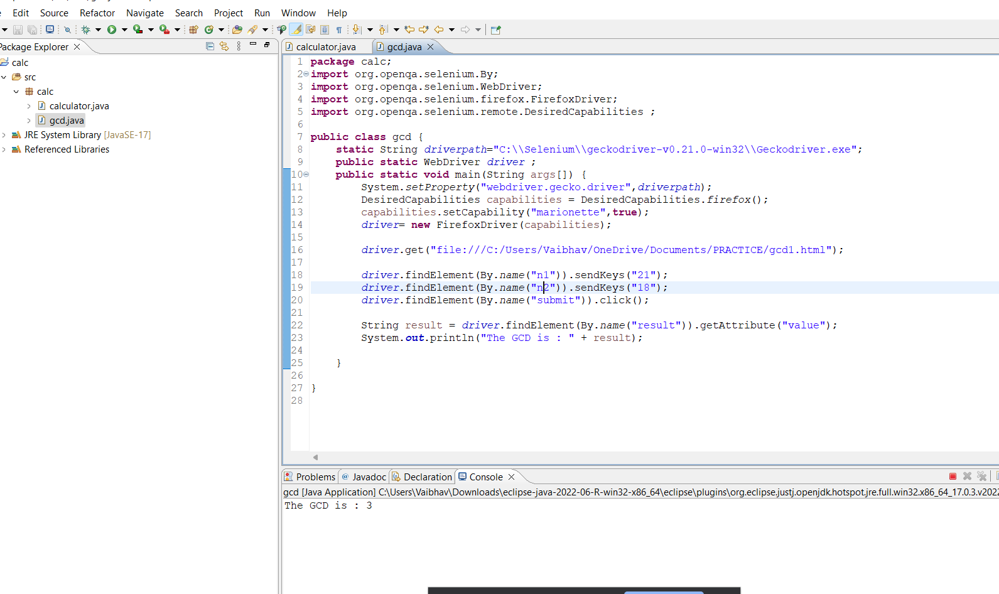 Edit Source Refactor Navigate Search Project Run Window Help
Package Explorer
calc
src
calc
calculator.java
gcd.java
JRE System Library [JavaSE-17]
Referenced Libraries
calculator.java gcd.java
1 package calc;
2 import org.openqa.selenium.By;
3 import org.openqa.selenium.WebDriver;
4 import org.openqa.selenium.firefox.FirefoxDriver;
5 import org.openqa.selenium.remote.DesiredCapabilities ;
6
7 public class gcd {
8 static String driverpath="C:\\Selenium\\geckodriver-v0.21.0-win32\\Geckodriver.exe";
9 public static WebDriver driver ;
10 public static void main(String args[]) {
11 System.setProperty("webdriver.gecko.driver",driverpath);
12 DesiredCapabilities capabilities = DesiredCapabilities.firefox();
13 capabilities.setCapability("marionette",true);
14 driver= new FirefoxDriver(capabilities);
15
16 driver.get("file:///C:/Users/Vaibhav/OneDrive/Documents/PRACTICE/gcd1.html");
17
18 driver.findElement(By.name("n1")).sendKeys("21");
19 driver.findElement(By.name("n2")).sendKeys("18");
20 driver.findElement(By.name("submit")).click();
21
22 String result = driver.findElement(By.name("result")).getAttribute("value");
23 System.out.println("The GCD is : " + result);
24
25 }
26
27 }
28
Problems Javadoc Declaration Console
gcd [Java Application] C:\Users\Vaibhav\Downloads\eclipse-java-2022-06-R-win32-x86_64\eclipse\plugins\org.eclipse.justj.openjdk.hotspot.jre.full.win32.x86_64_17.0.3.v2022
The GCD is : 3